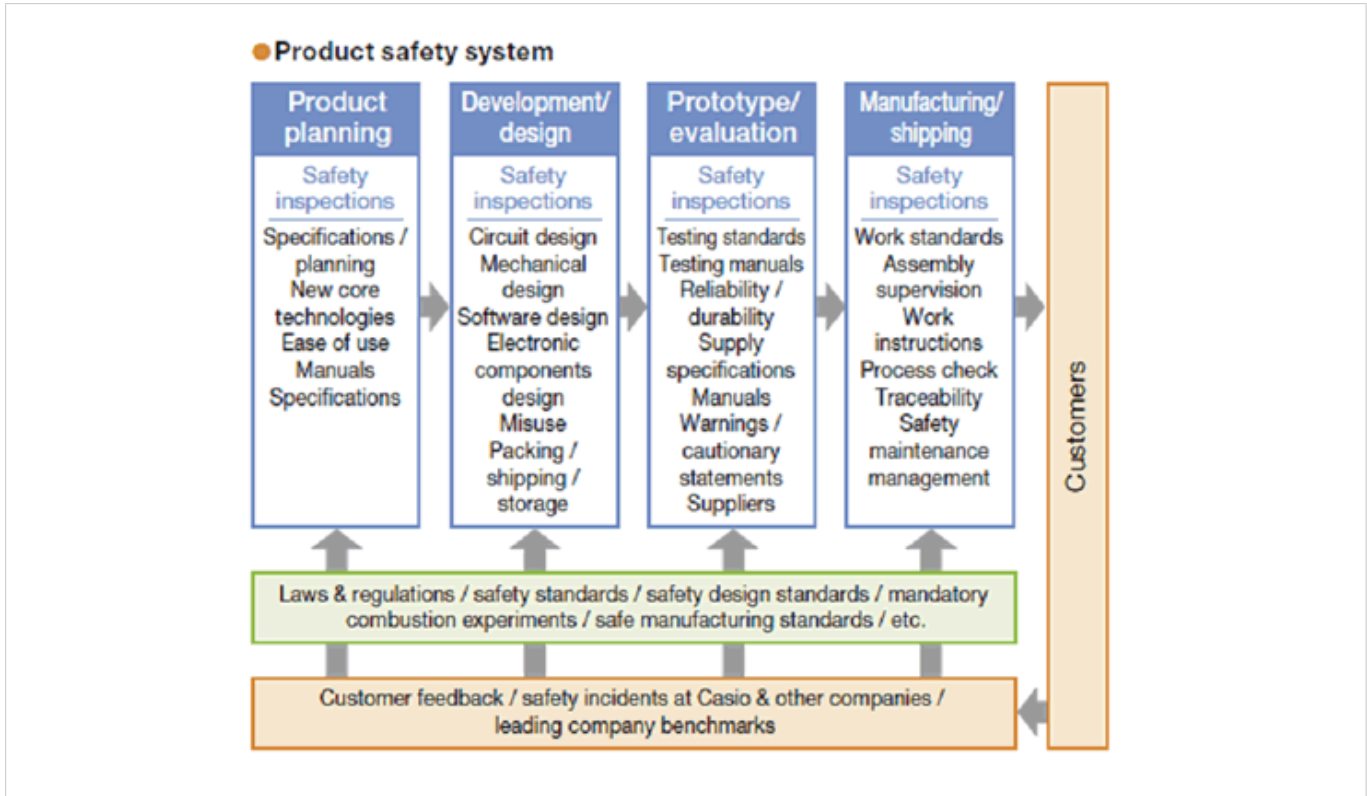 Product safety system
Product
planning
Safety
inspections
Specifications /
planning
New core
technologies
Ease of use
Manuals
Specifications
Development/
design
Safety
inspections
Circuit design
Mechanical
design
Software design
Electronic
components
design
Misuse
Packing /
shipping /
storage
Prototype/
evaluation
Safety
inspections
Testing standards
Testing manuals
Reliability /
durability
Supply
specifications
Manuals
Warnings /
cautionary
statements
Suppliers
Manufacturing/
shipping
Safety
inspections
Work standards
Assembly
supervision
Work
instructions
Process check
Traceability
Safety
maintenance
management
Customers
Laws & regulations / safety standards / safety design standards / mandatory
combustion experiments / safe manufacturing standards / etc.
Customer feedback / safety incidents at Casio & other companies /
leading company benchmarks